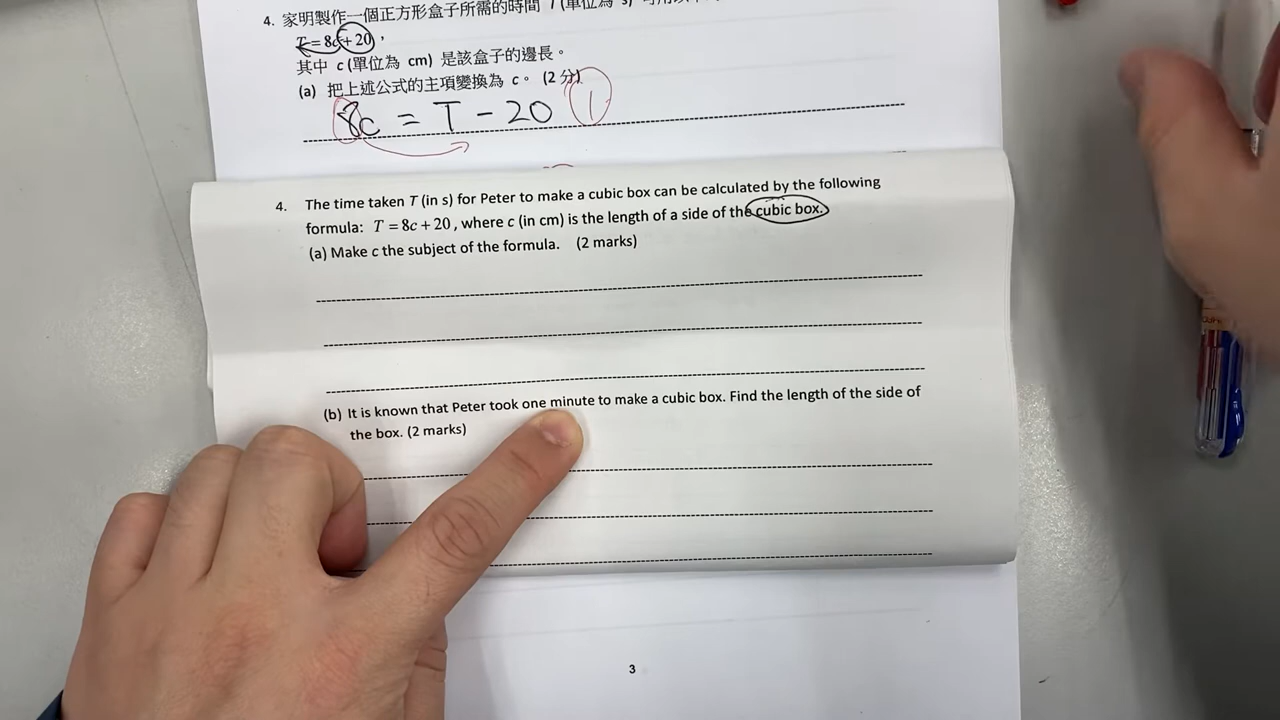 4. 家明製作一個正方形盒子所需的時間 T (單位為 s)
T = 8c + 20 ,
其中 c (單位為 cm) 是該盒子的邊長。
(a) 把上述公式的主項變換為 c。 (2 分)
8c = T - 20 1
4. The time taken T (in s) for Peter to make a cubic box can be calculated by the following
formula: T = 8c + 20 , where c (in cm) is the length of a side of the cubic box.
(a) Make c the subject of the formula. (2 marks)
(b) It is known that Peter took one minute to make a cubic box. Find the length of the side of
the box. (2 marks)
3